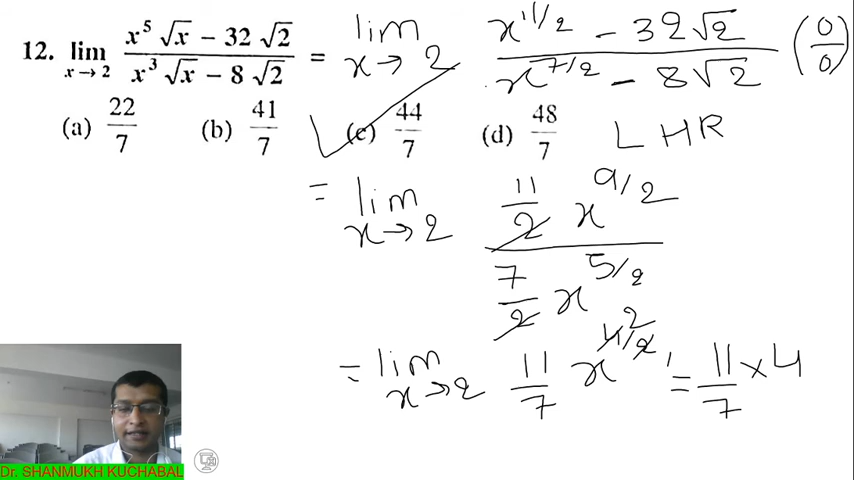 12. lim x→2 (x⁵ √x – 32 √2)/(x³ √x – 8 √2) = lim x→2 (x^11/2 – 32√2)/(x^7/2 – 8√2) (0/0)
(a) 22/7 (b) 41/7 (c) 44/7 (d) 48/7 LHR
= lim x→2 (11/2 x^9/2)/(7/2 x^5/2)
= lim x→2 11/7 x^4/2 2 = 11/7 × 4
Dr. SHANMUKH KUCHABAL